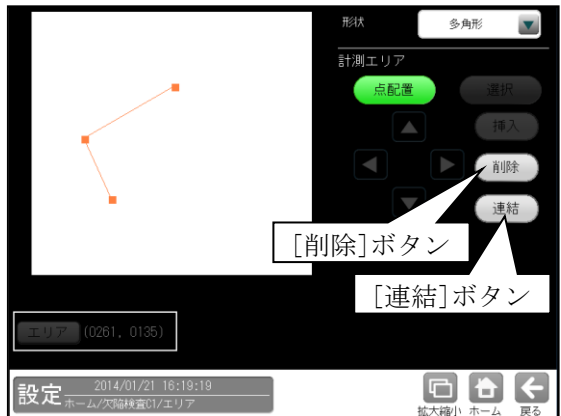 形状
多角形
計測エリア
点配置
選択
挿入
削除
連結
[削除]ボタン
[連結]ボタン
エリア (0261, 0135)
設定
2014/01/21 16:19:19
ホーム/欠陥検査C1/エリア
拡大縮小 ホーム 戻る